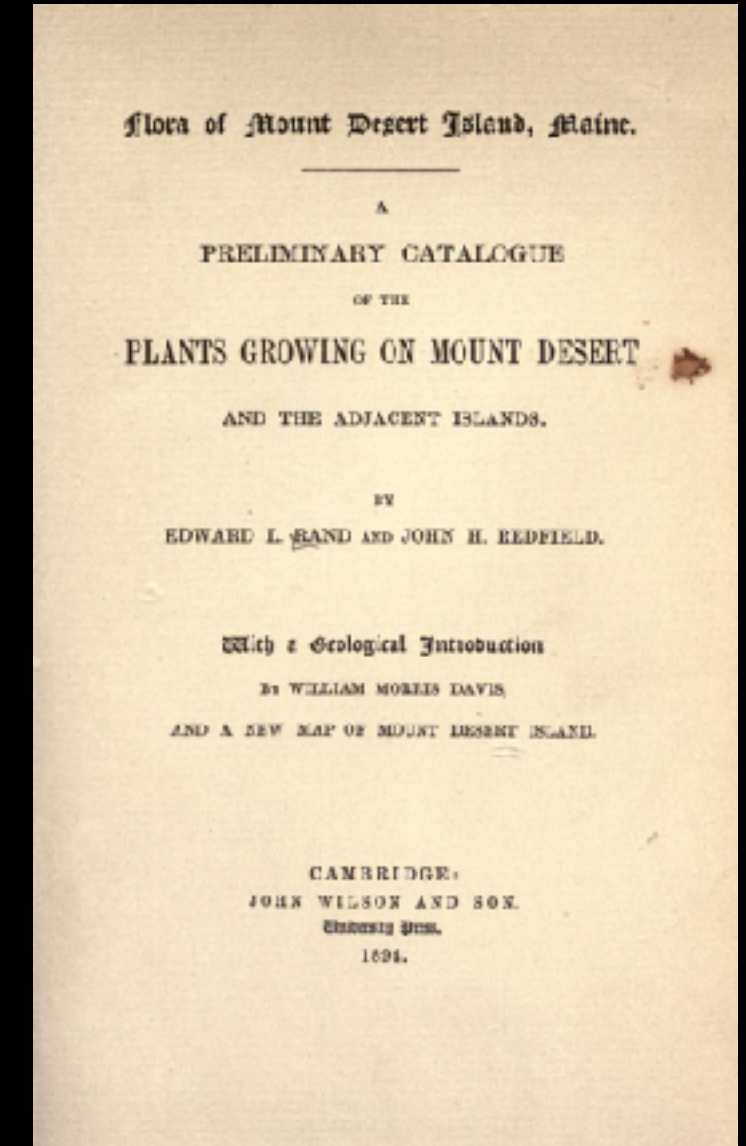 Flora of Mount Desert Island, Maine.
A
PRELIMINARY CATALOGUE
OF THE
PLANTS GROWING ON MOUNT DESERT
AND THE ADJACENT ISLANDS.
BY
EDWARD L. RAND AND JOHN H. REDFIELD.
With a Geological Introduction
BY WILLIAM MORRIS DAVIS,
AND A NEW MAP OF MOUNT DESERT ISLAND.
CAMBRIDGE:
JOHN WILSON AND SON.
University Press.
1894.